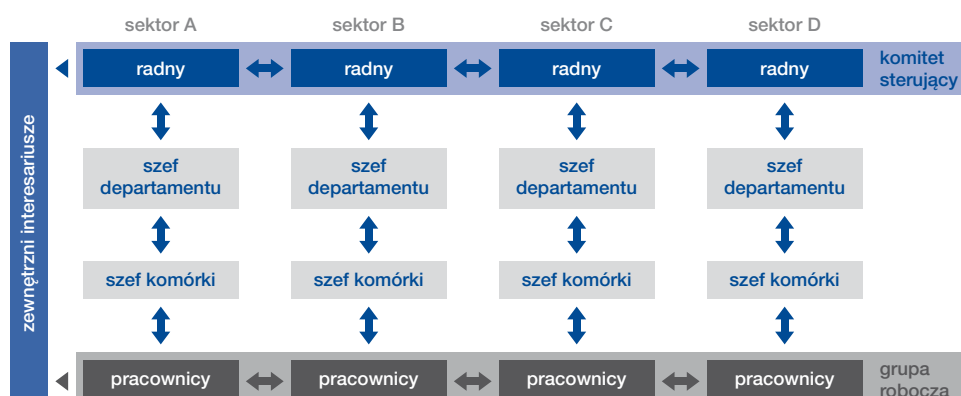 sektor A
sektor B
sektor C
sektor D
zewnętrzni interesariusze
radny
radny
radny
radny
komitet
sterujący
szef
departamentu
szef
departamentu
szef
departamentu
szef
departamentu
szef komórki
szef komórki
szef komórki
szef komórki
pracownicy
pracownicy
pracownicy
pracownicy
grupa
robocza